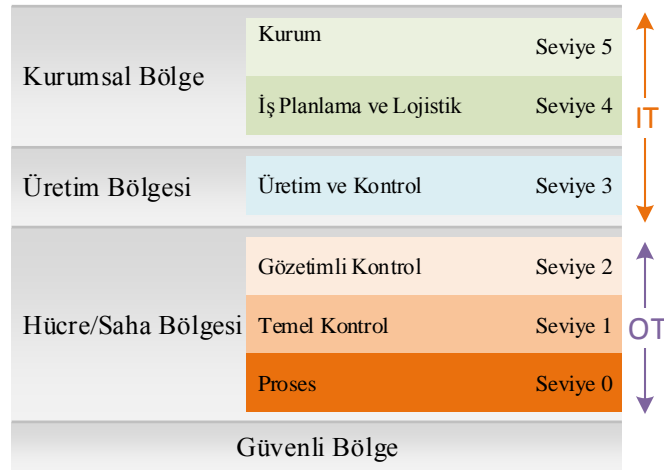 Kurumsal Bölge
Kurum Seviye 5
İş Planlama ve Lojistik Seviye 4
IT
Üretim Bölgesi
Üretim ve Kontrol Seviye 3
Hücre/Saha Bölgesi
Gözetimli Kontrol Seviye 2
Temel Kontrol Seviye 1
Proses Seviye 0
OT
Güvenli Bölge